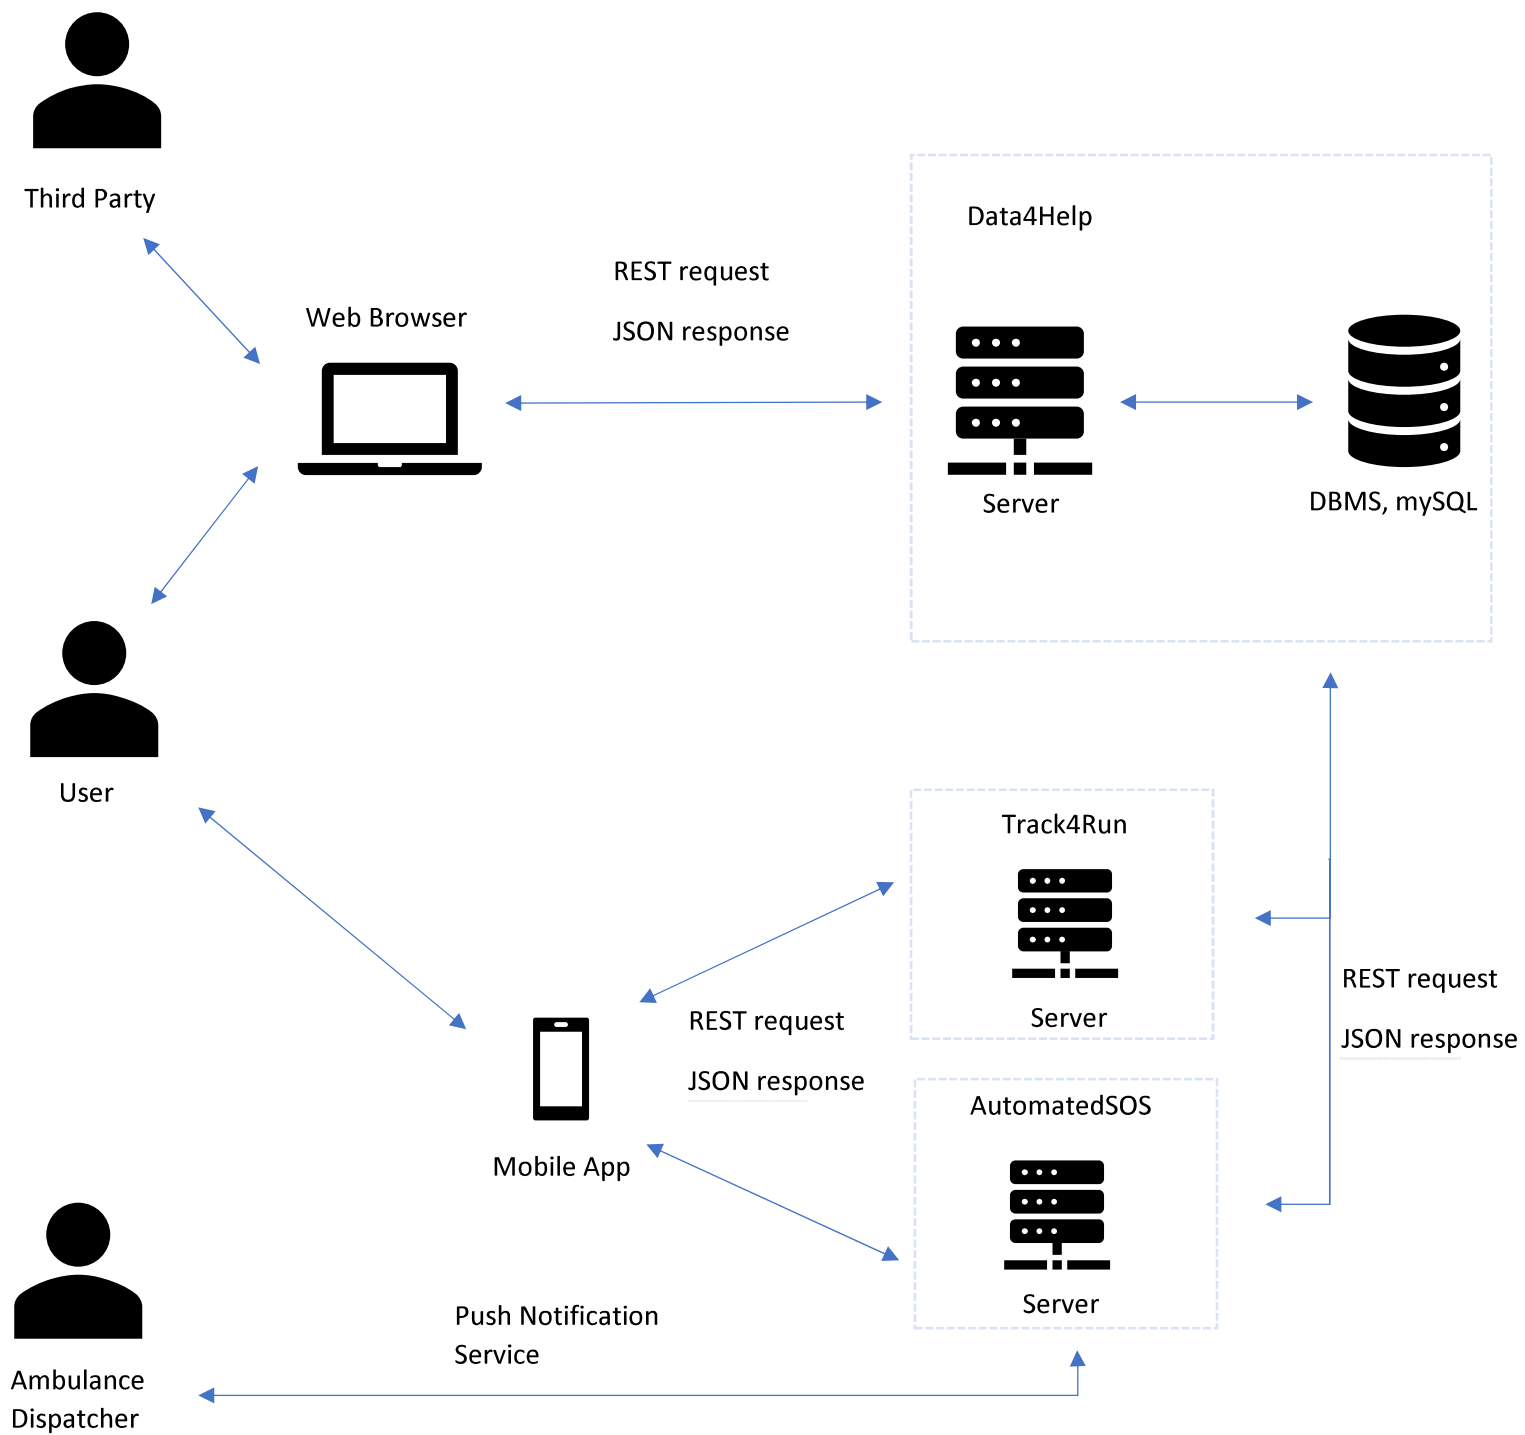 Third Party
Data4Help
REST request
Web Browser
JSON response
Server
DBMS, mySQL
User
Track4Run
REST request
Server
REST request
JSON response
JSON response
AutomatedSOS
Mobile App
Server
Push Notification
Service
Ambulance
Dispatcher